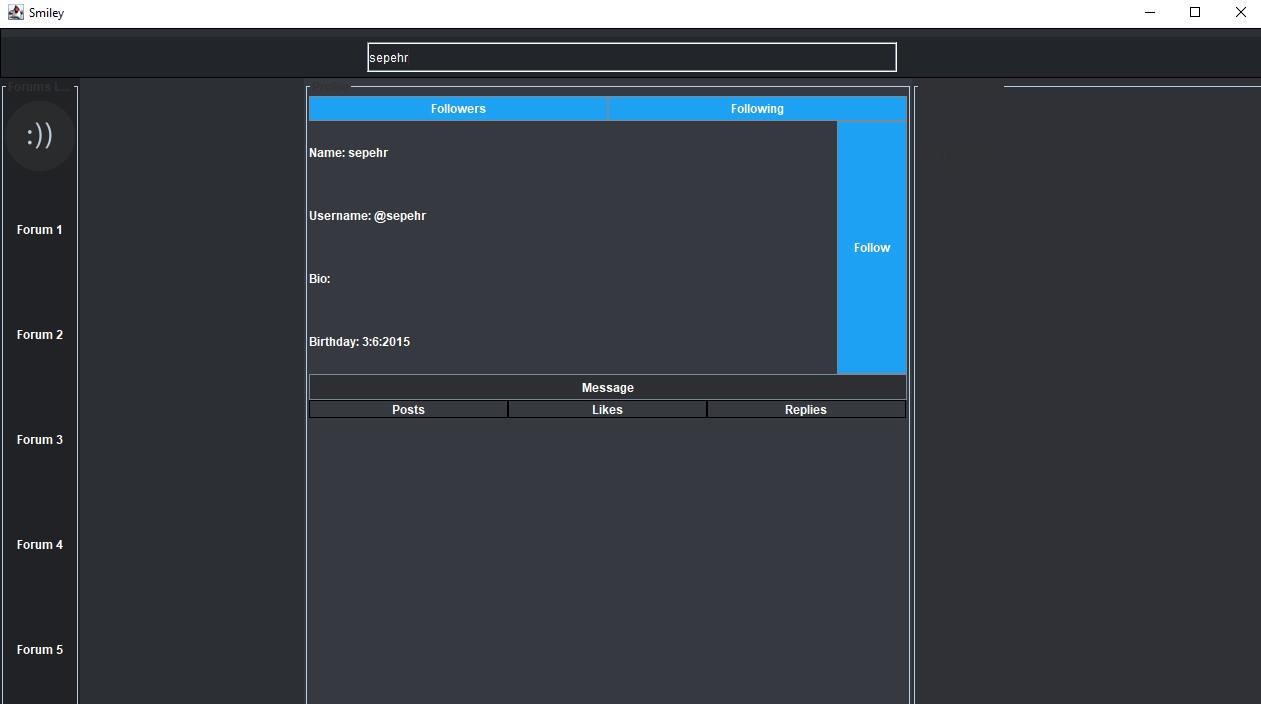 Smiley
sepehr
Forums L...
Profile
:))
Followers
Following
Name: sepehr
Username: @sepehr
Follow
Bio:
Birthday: 3:6:2015
Message
Posts
Likes
Replies
Forum 1
Forum 2
Forum 3
Forum 4
Forum 5